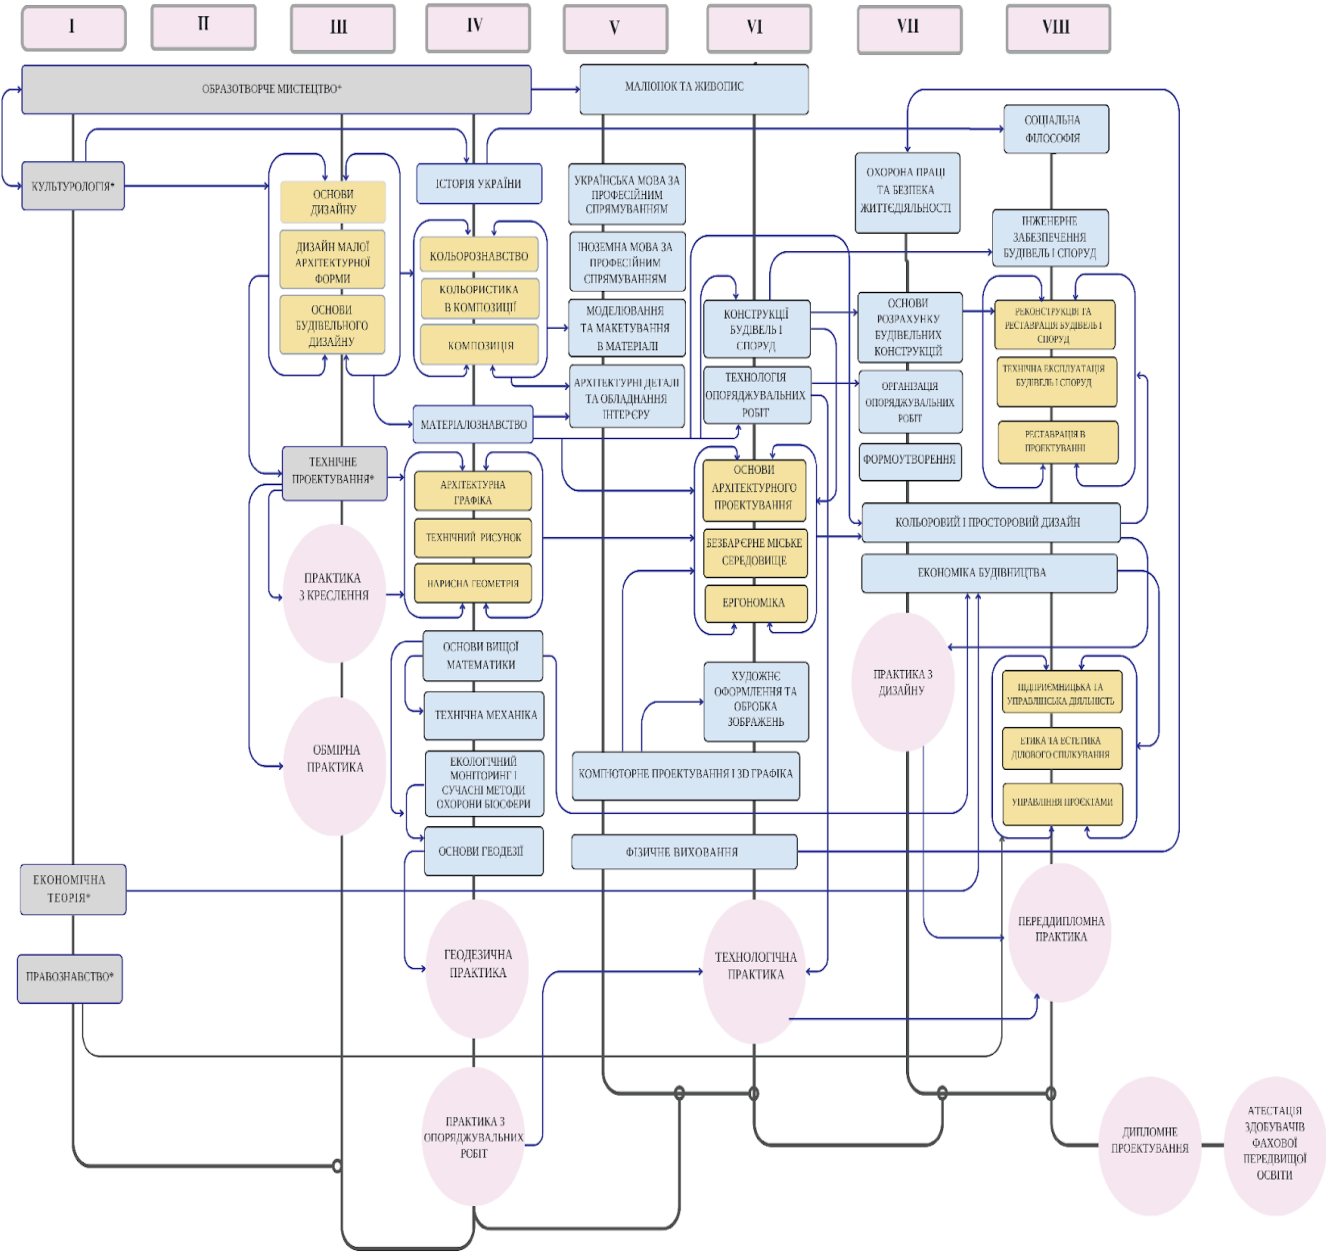 I
II
III
IV
V
VI
VII
VIII
ОБРАЗОТВОРЧЕ МИСТЕЦТВО*
МАЛЮНОК ТА ЖИВОПИС
КУЛЬТУРОЛОГІЯ*
ОСНОВИ
ДИЗАЙНУ
ДИЗАЙН МАЛОЇ
АРХІТЕКТУРНОЇ
ФОРМИ
ОСНОВИ
БУДІВЕЛЬНОГО
ДИЗАЙНУ
ІСТОРІЯ УКРАЇНИ
КОЛЬОРОЗНАВСТВО
КОЛЬОРИСТИКА
В КОМПОЗИЦІЇ
КОМПОЗИЦІЯ
МАТЕРІАЛОЗНАВСТВО
УКРАЇНСЬКА МОВА ЗА
ПРОФЕСІЙНИМ
СПРЯМУВАННЯМ
ІНОЗЕМНА МОВА ЗА
ПРОФЕСІЙНИМ
СПРЯМУВАННЯМ
МОДЕЛЮВАННЯ
ТА МАКЕТУВАННЯ
В МАТЕРІАЛІ
АРХІТЕКТУРНІ ДЕТАЛІ
ТА ОБЛАДНАННЯ
ІНТЕР'ЄРУ
КОНСТРУКЦІЇ
БУДІВЕЛЬ І
СПОРУД
ТЕХНОЛОГІЯ
ОПОРЯДЖУВАЛЬНИХ
РОБІТ
ОХОРОНА ПРАЦІ
ТА БЕЗПЕКА
ЖИТТЄДІЯЛЬНОСТІ
ОСНОВИ
РОЗРАХУНКУ
БУДІВЕЛЬНИХ
КОНСТРУКЦІЙ
ОРГАНІЗАЦІЯ
ОПОРЯДЖУВАЛЬНИХ
РОБІТ
ФОРМОУТВОРЕННЯ
СОЦІАЛЬНА
ФІЛОСОФІЯ
ІНЖЕНЕРНЕ
ЗАБЕЗПЕЧЕННЯ
БУДІВЕЛЬ І СПОРУД
РЕКОНСТРУКЦІЯ ТА
РЕСТАВРАЦІЯ БУДІВЕЛЬ І
СПОРУД
ТЕХНІЧНА ЕКСПЛУАТАЦІЯ
БУДІВЕЛЬ І СПОРУД
РЕСТАВРАЦІЯ В
ПРОЕКТУВАННІ
ТЕХНІЧНЕ
ПРОЕКТУВАННЯ*
АРХІТЕКТУРНА
ГРАФІКА
ТЕХНІЧНИЙ РИСУНОК
НАРИСНА ГЕОМЕТРІЯ
ОСНОВИ
АРХІТЕКТУРНОГО
ПРОЕКТУВАННЯ
БЕЗБАР'ЄРНЕ МІСЬКЕ
СЕРЕДОВИЩЕ
ЕРГОНОМІКА
КОЛЬОРОВИЙ І ПРОСТОРОВИЙ ДИЗАЙН
ЕКОНОМІКА БУДІВНИЦТВА
ПРАКТИКА
З КРЕСЛЕННЯ
ОБМІРНА
ПРАКТИКА
ОСНОВИ ВИЩОЇ
МАТЕМАТИКИ
ТЕХНІЧНА МЕХАНІКА
ЕКОЛОГІЧНИЙ
МОНІТОРИНГ І
СУЧАСНІ МЕТОДИ
ОХОРОНИ БІОСФЕРИ
ОСНОВИ ГЕОДЕЗІЇ
ХУДОЖНЄ
ОФОРМЛЕННЯ ТА
ОБРОБКА
ЗОБРАЖЕНЬ
КОМП'ЮТОРНЕ ПРОЕКТУВАННЯ І 3D ГРАФІКА
ФІЗИЧНЕ ВИХОВАННЯ
ПРАКТИКА З
ДИЗАЙНУ
ПІДПРИЄМНИЦЬКА ТА
УПРАВЛІНСЬКА ДІЯЛЬНІСТЬ
ЕТИКА ТА ЕСТЕТИКА
ДІЛОВОГО СПІЛКУВАННЯ
УПРАВЛІННЯ ПРОЄКТАМИ
ЕКОНОМІЧНА
ТЕОРІЯ*
ПРАВОЗНАВСТВО*
ГЕОДЕЗИЧНА
ПРАКТИКА
ТЕХНОЛОГІЧНА
ПРАКТИКА
ПЕРЕДДИПЛОМНА
ПРАКТИКА
ПРАКТИКА З
ОПОРЯДЖУВАЛЬНИХ
РОБІТ
ДИПЛОМНЕ
ПРОЕКТУВАННЯ
АТЕСТАЦІЯ
ЗДОБУВАЧІВ
ФАХОВОЇ
ПЕРЕДВИЩОЇ
ОСВІТИ